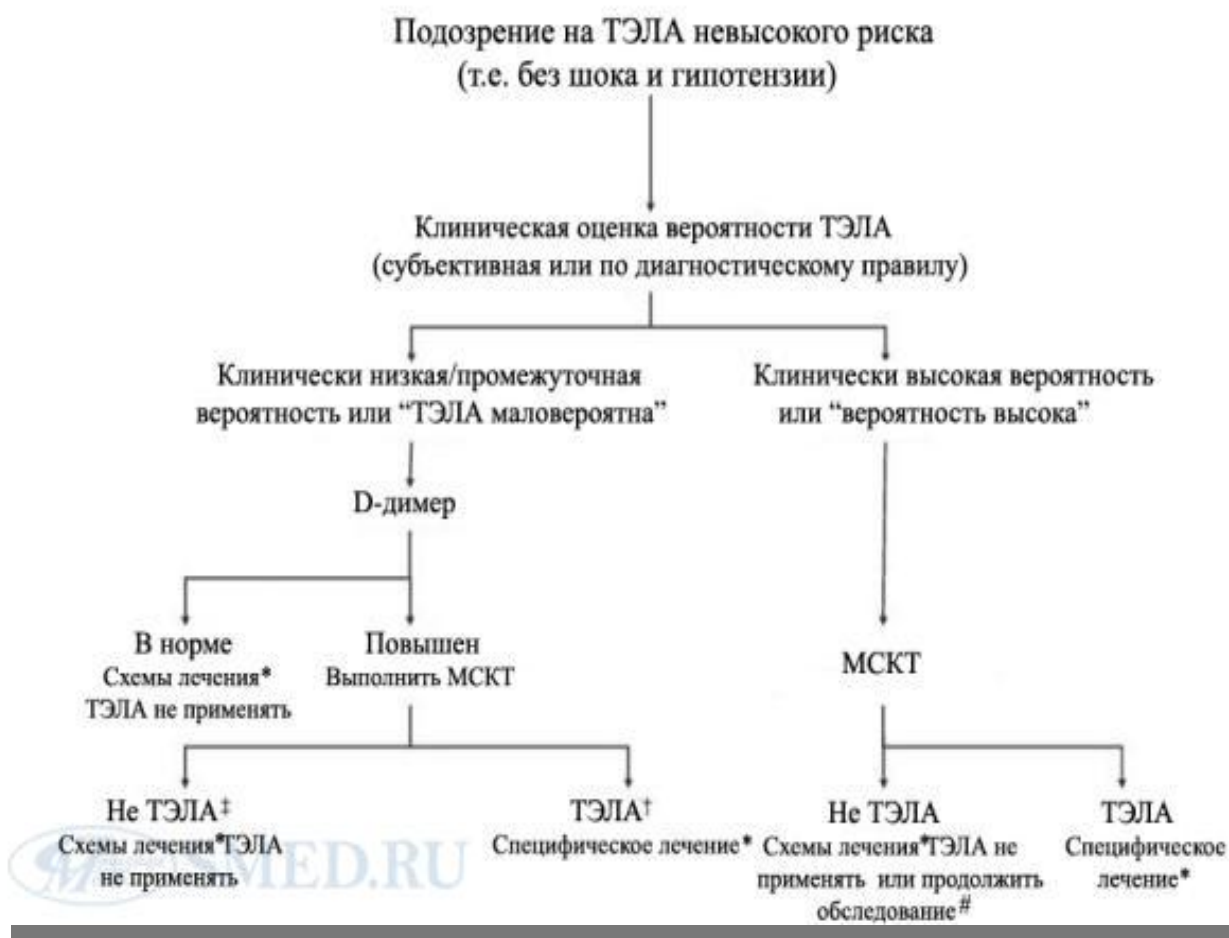 Подозрение на ТЭЛА невысокого риска
(т.е. без шока и гипотензии)
Клиническая оценка вероятности ТЭЛА
(субъективная или по диагностическому правилу)
Клинически низкая/промежуточная
вероятность или “ТЭЛА маловероятна”
Клинически высокая вероятность
или “вероятность высока”
D-димер
В норме
Схемы лечения*
ТЭЛА не применять
Повышен
Выполнить МСКТ
МСКТ
Не ТЭЛА‡
Схемы лечения*ТЭЛА
не применять
ТЭЛА†
Специфическое лечение*
Не ТЭЛА
Схемы лечения*ТЭЛА не
применять или продолжить
обследование#
ТЭЛА
Специфическое
лечение*
MED.RU